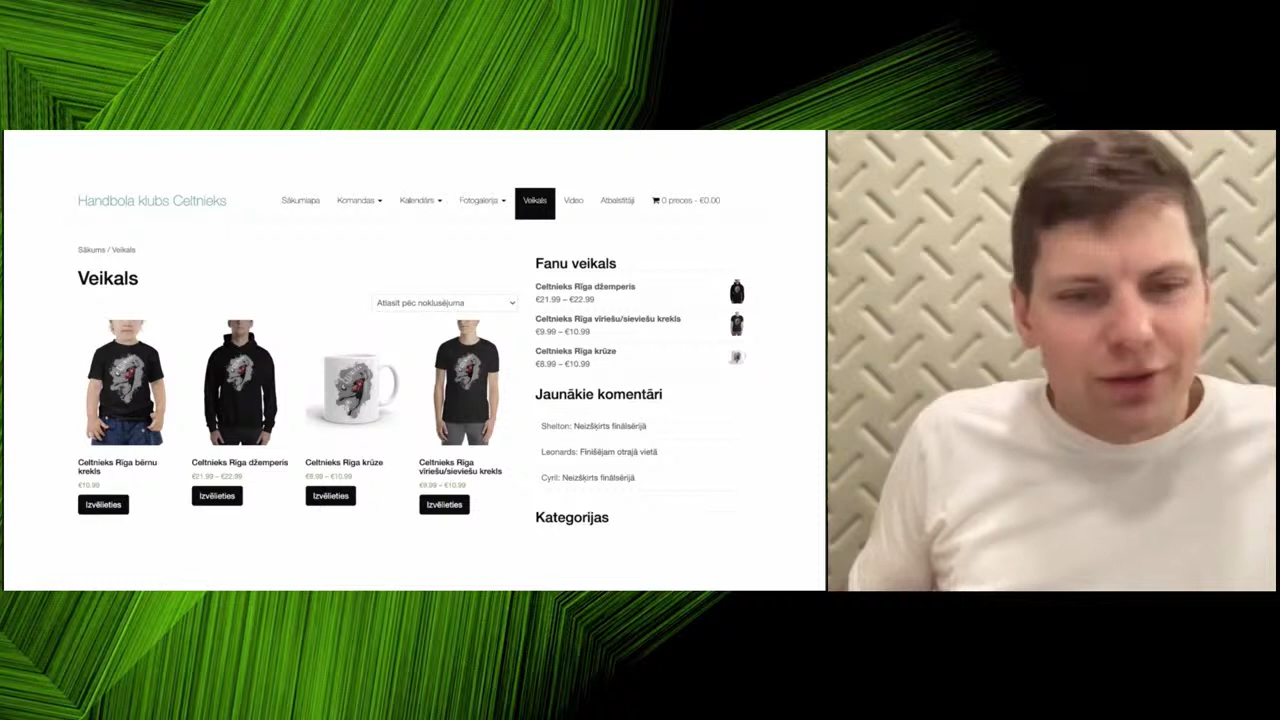 Handbola klubs Celtnieks
Sākumlapa Komandas Kalendārs Fotogalerija Veikals Video Atbalstītāji 0 preces - €0.00
Sākums / Veikals
Veikals
Atlasīt pēc noklusējuma
Celtnieks Rīga bērnu
krekls
€10.99
Izvēlieties
Celtnieks Rīga džemperis
€21.99 – €22.99
Izvēlieties
Celtnieks Rīga krūze
€8.99 – €10.99
Izvēlieties
Celtnieks Rīga
vīriešu/sieviešu krekls
€9.99 – €10.99
Izvēlieties
Fanu veikals
Celtnieks Rīga džemperis
€21.99 – €22.99
Celtnieks Rīga vīriešu/sieviešu krekls
€9.99 – €10.99
Celtnieks Rīga krūze
€8.99 – €10.99
Jaunākie komentāri
Shelton: Neizšķirts finālsērijā
Leonards: Finišējam otrajā vietā
Cyril: Neizšķirts finālsērijā
Kategorijas